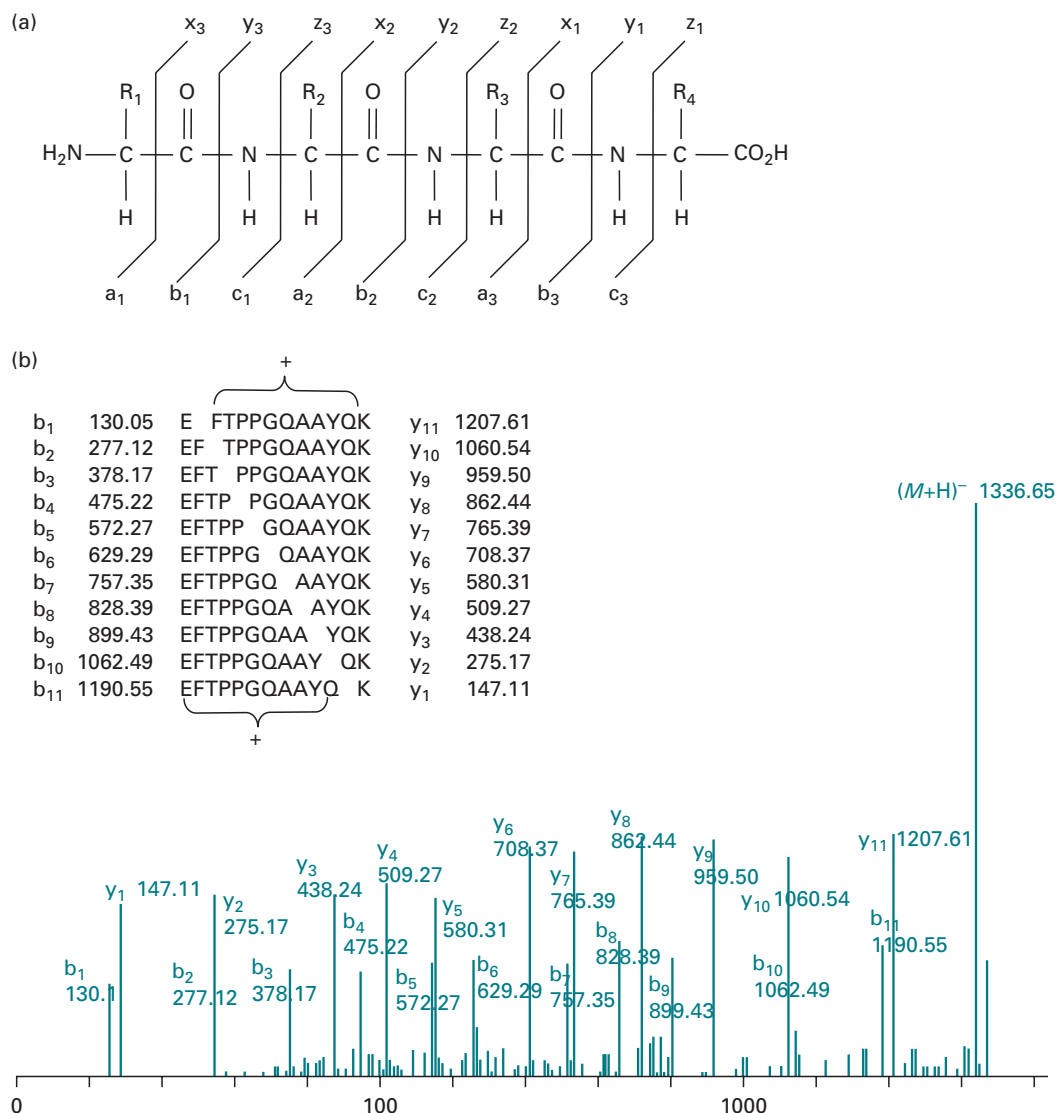 (a)
x3 y3 z3 x2 y2 z2 x1 y1 z1
R1 O R2 O R3 O R4
H2N C C N C C N C C N C CO2H
H H H H H H H
a1 b1 c1 a2 b2 c2 a3 b3 c3
(b)
+
b1 130.05 E FTPPGQAAYQK y11 1207.61
b2 277.12 EF TPPGQAAYQK y10 1060.54
b3 378.17 EFT PPGQAAYQK y9 959.50
b4 475.22 EFTP PGQAAYQK y8 862.44
b5 572.27 EFTPP GQAAYQK y7 765.39
b6 629.29 EFTPPG QAAYQK y6 708.37
b7 757.35 EFTPPGQ AAYQK y5 580.31
b8 828.39 EFTPPGQA AYQK y4 509.27
b9 899.43 EFTPPGQAA YQK y3 438.24
b10 1062.49 EFTPPGQAAY QK y2 275.17
b11 1190.55 EFTPPGQAAYQ K y1 147.11
+
(M+H)− 1336.65
b1
130.1
y1 147.11
b2
277.12
y2
275.17
b3
378.17
y3
438.24
b4
475.22
y4
509.27
b5
572.27
y5
580.31
b6
629.29
y6
708.37
b7
757.35
y7
765.39
b8
828.39
y8
862.44
b9
899.43
y9
959.50
y10 1060.54
b10
1062.49
y11 1207.61
b11
1190.55
0 100 1000